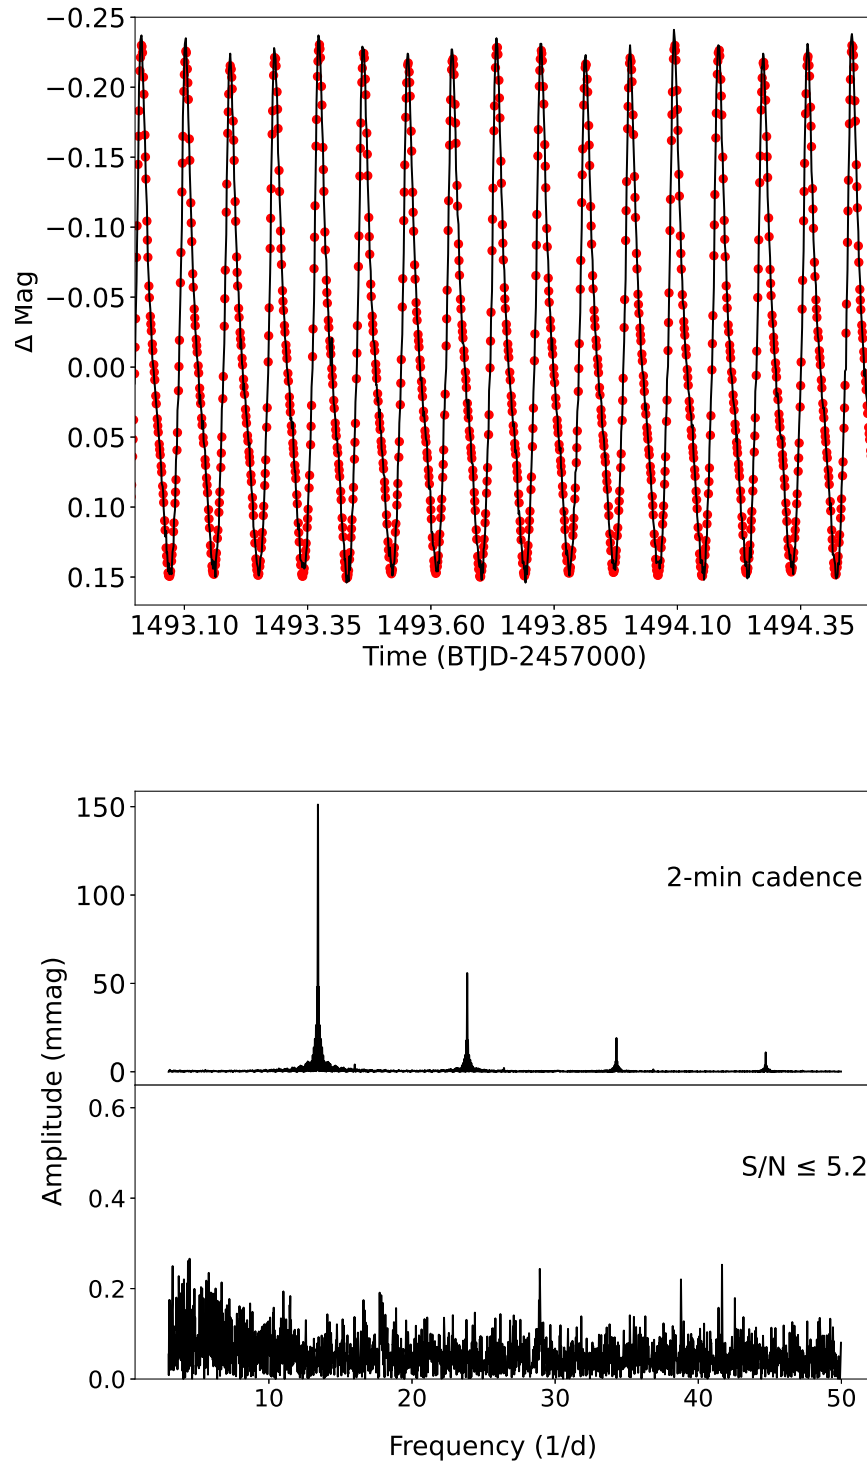 −0.25
−0.20
−0.15
−0.10
−0.05
0.00
0.05
0.10
0.15
Δ Mag
1493.10 1493.35 1493.60 1493.85 1494.10 1494.35
Time (BTJD-2457000)
150
100
50
0
2-min cadence
Amplitude (mmag)
0.6
0.4
0.2
0.0
S/N ≤ 5.2
10 20 30 40 50
Frequency (1/d)